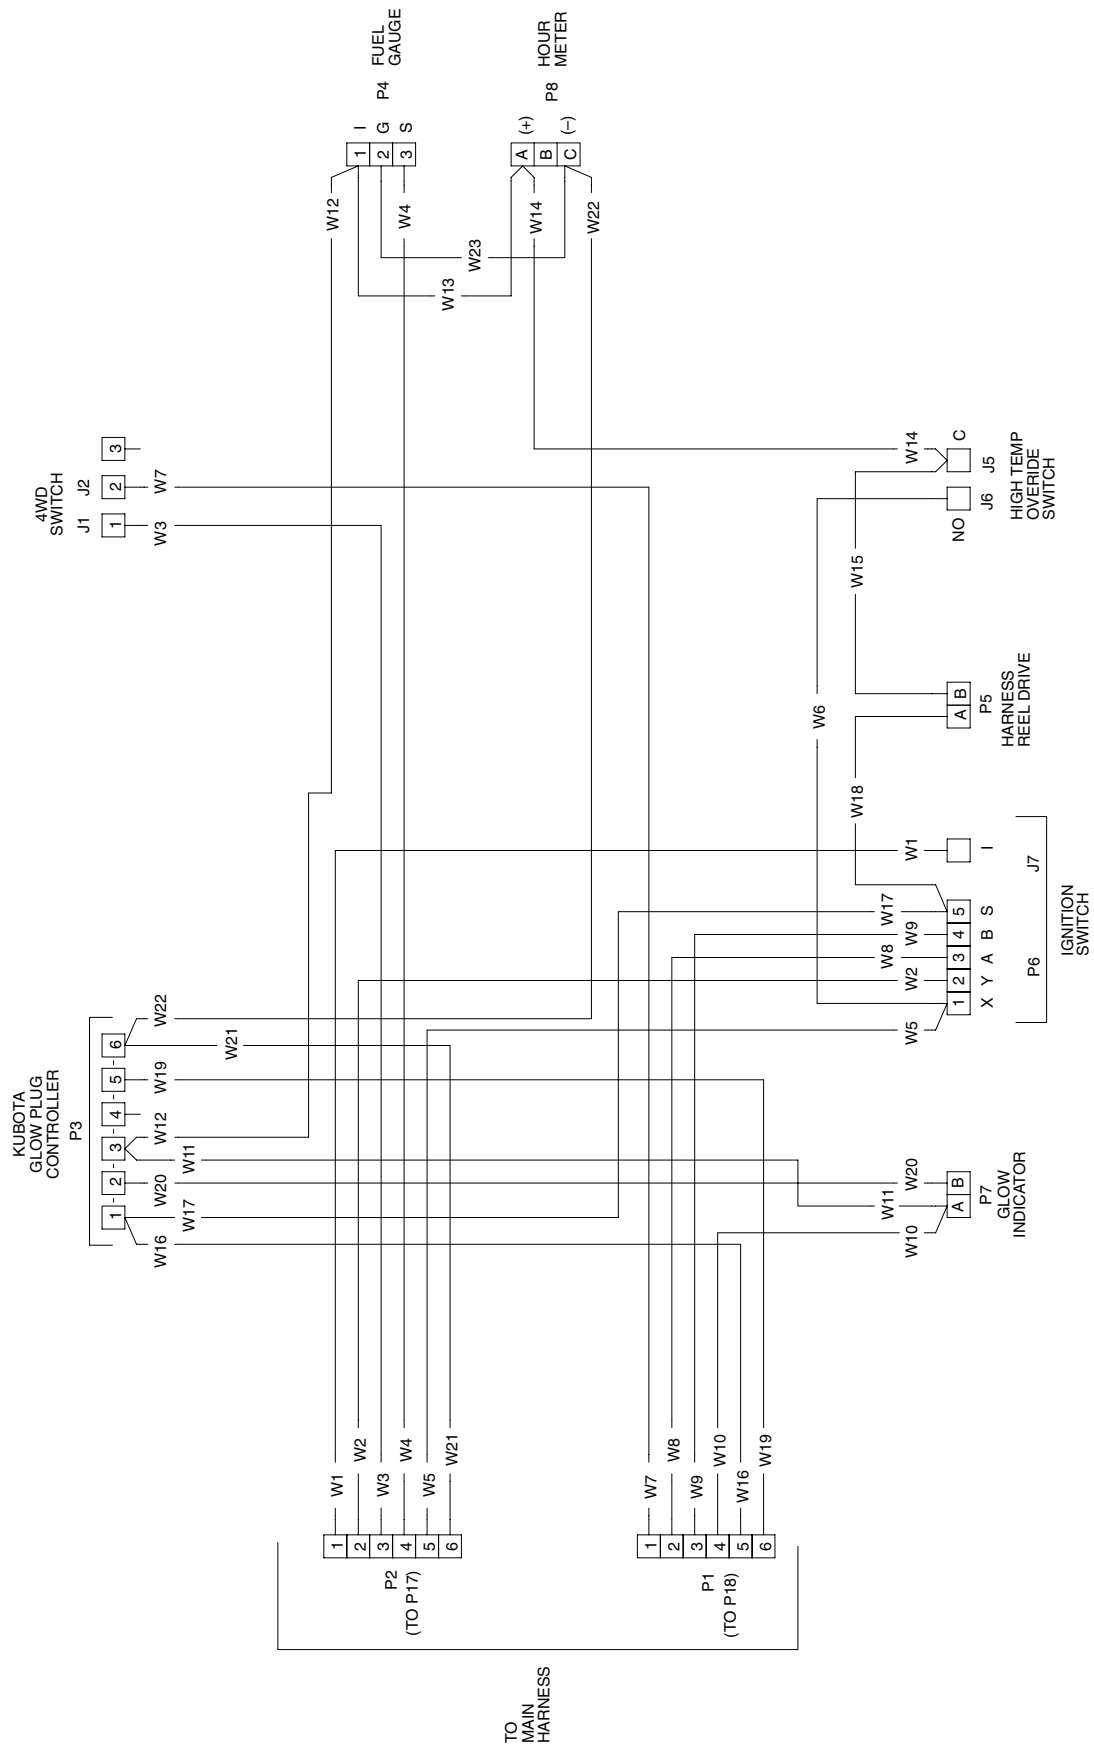 TO
MAIN
HARNESS
P2
(TO P17)
1
2
3
4
5
6
W1
W2
W3
W4
W5
W21
P1
(TO P18)
1
2
3
4
5
6
W7
W8
W9
W10
W16
W19
KUBOTA
GLOW PLUG
CONTROLLER
P3
1
2
3
4
5
6
W16
W17
W20
W11
W12
W19
W21
W22
4WD
SWITCH
J1
J2
1
2
3
W3
W7
P4
FUEL
GAUGE
1
2
3
I
G
S
W12
W4
W13
W23
P8
HOUR
METER
A
B
C
(+)
(–)
W14
W22
P7
GLOW
INDICATOR
A
B
W10
W11
W20
IGNITION
SWITCH
P6
J7
1
2
3
4
5
X
Y
A
B
S
I
W5
W2
W8
W9
W17
W1
W18
W6
W15
P5
HARNESS
REEL DRIVE
A
B
HIGH TEMP
OVERIDE
SWITCH
J6
J5
NO
C
W14